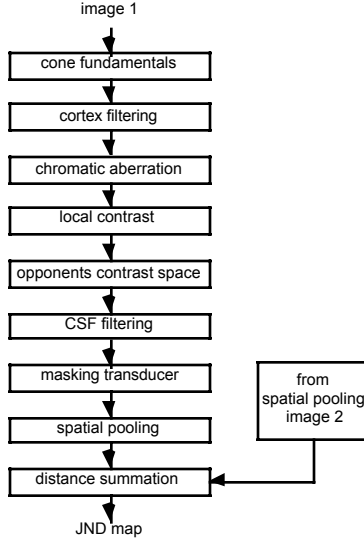 image 1
cone fundamentals
cortex filtering
chromatic aberration
local contrast
opponents contrast space
CSF filtering
masking transducer
spatial pooling
from
spatial pooling
image 2
distance summation
JND map